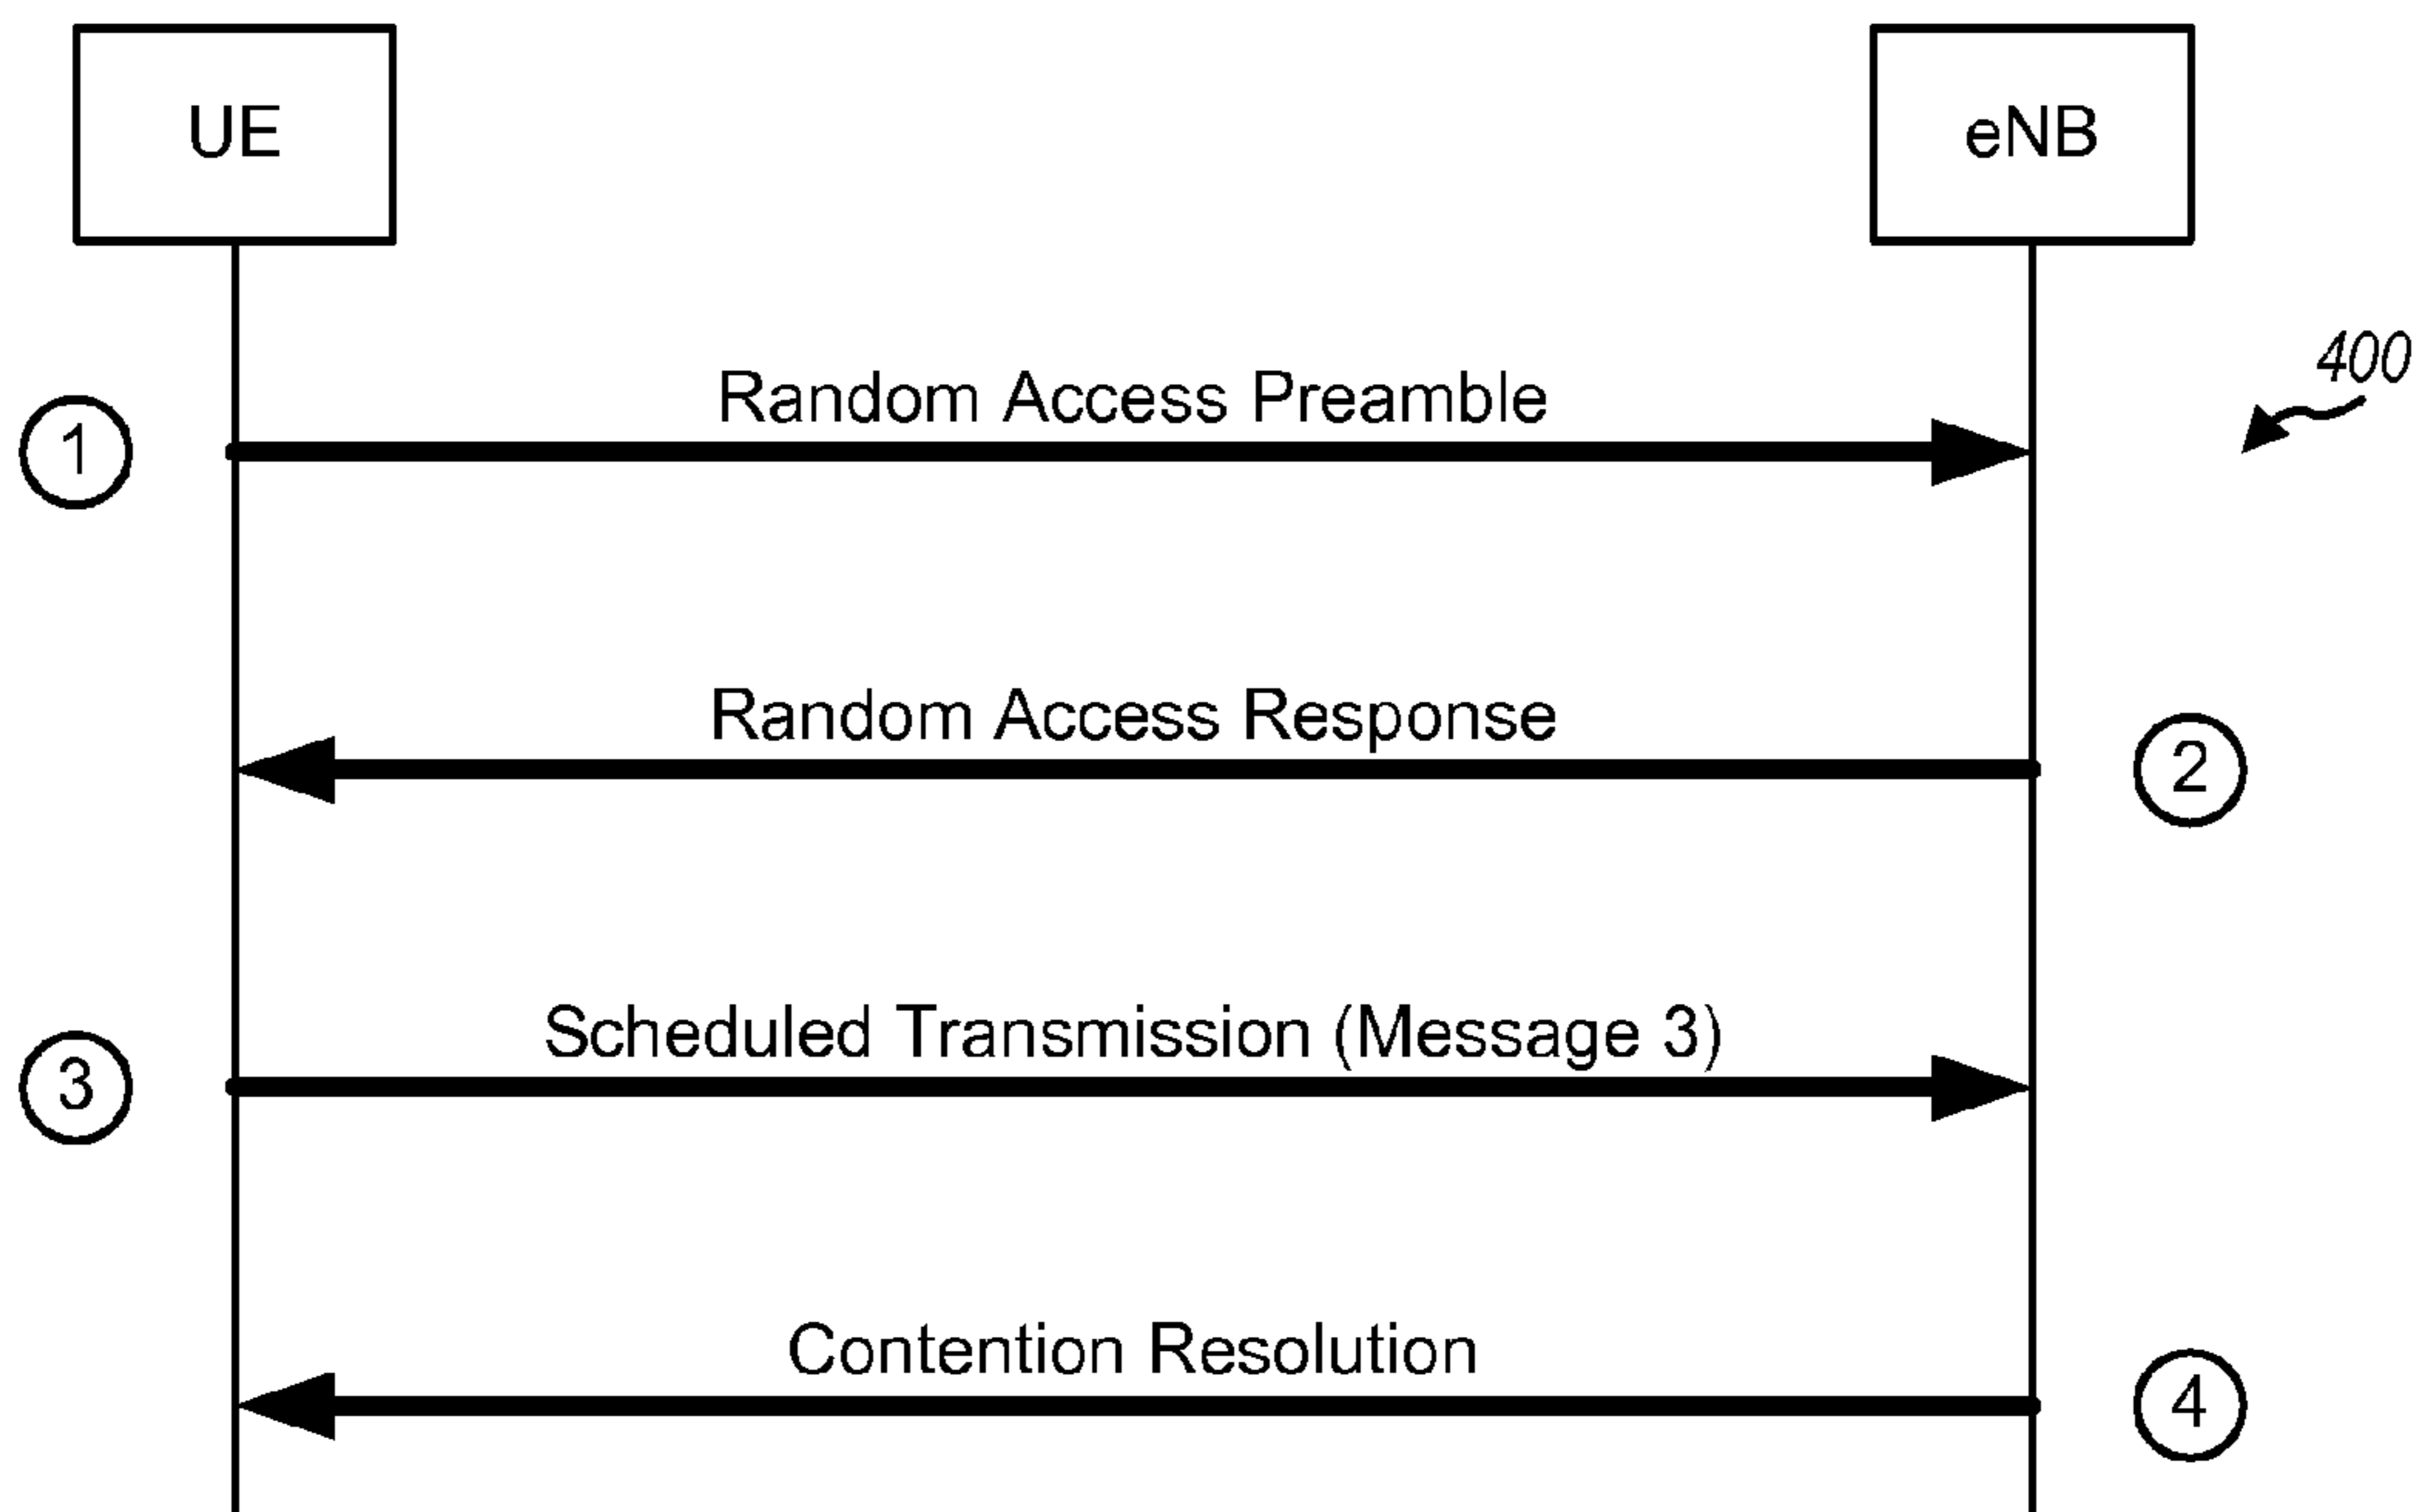 UE
eNB
400
Random Access Preamble
1
Random Access Response
2
Scheduled Transmission (Message 3)
3
Contention Resolution
4